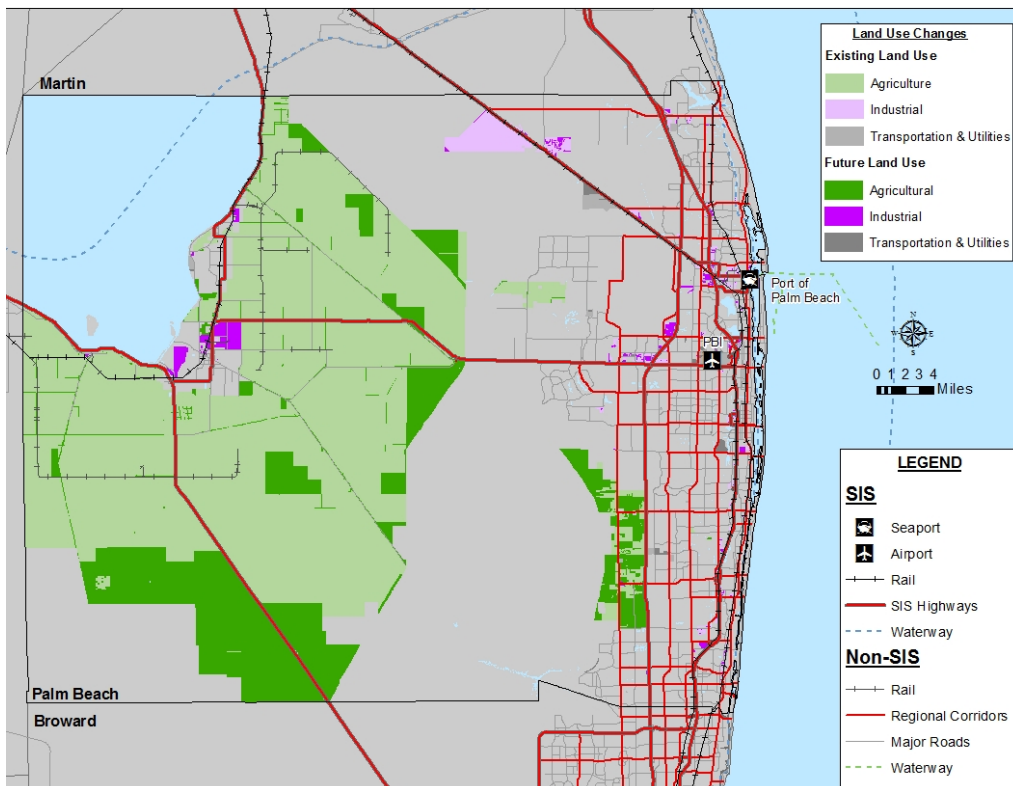 Martin
Land Use Changes
Existing Land Use
Agriculture
Industrial
Transportation & Utilities
Future Land Use
Agricultural
Industrial
Transportation & Utilities
Port of
Palm Beach
PBI
N
W
E
S
0 1 2 3 4
Miles
LEGEND
SIS
Seaport
Airport
Rail
SIS Highways
Waterway
Non-SIS
Rail
Regional Corridors
Major Roads
Waterway
Palm Beach
Broward